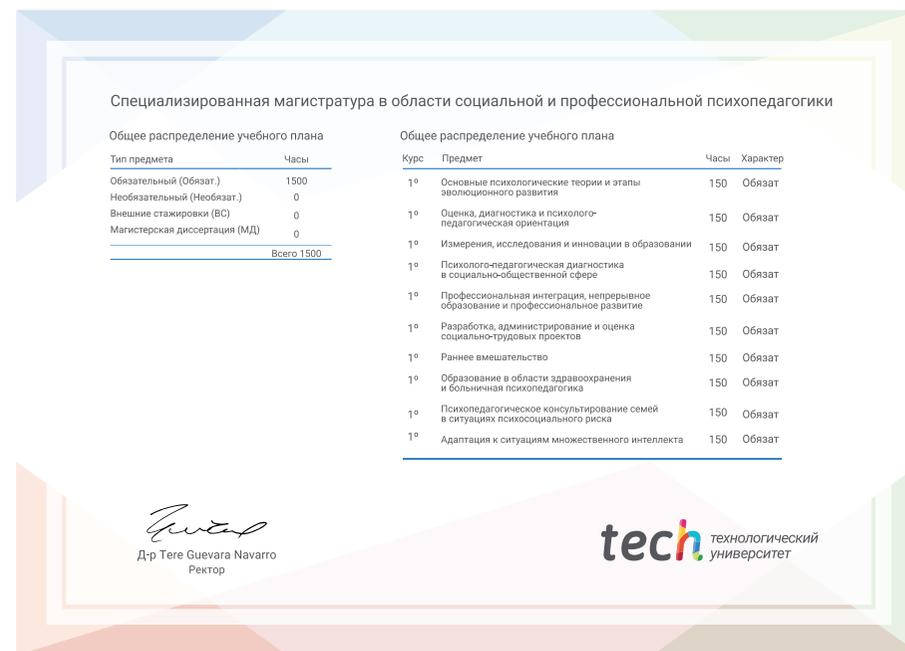 Специализированная магистратура в области социальной и профессиональной психопедагогики
Общее распределение учебного плана
Тип предмета Часы
Обязательный (Обязат.) 1500
Необязательный (Необязат.) 0
Внешние стажировки (ВС) 0
Магистерская диссертация (МД) 0
Всего 1500
Общее распределение учебного плана
Курс Предмет Часы Характер
1º Основные психологические теории и этапы 150 Обязат
эволюционного развития
1º Оценка, диагностика и психолого- 150 Обязат
педагогическая ориентация
1º Измерения, исследования и инновации в образовании 150 Обязат
1º Психолого-педагогическая диагностика 150 Обязат
в социально-общественной сфере
1º Профессиональная интеграция, непрерывное 150 Обязат
образование и профессиональное развитие
1º Разработка, администрирование и оценка 150 Обязат
социально-трудовых проектов
1º Раннее вмешательство 150 Обязат
1º Образование в области здравоохранения 150 Обязат
и больничная психопедагогика
1º Психопедагогическое консультирование семей 150 Обязат
в ситуациях психосоциального риска
1º Адаптация к ситуациям множественного интеллекта 150 Обязат
Д-р Tere Guevara Navarro
Ректор
tech технологический
университет